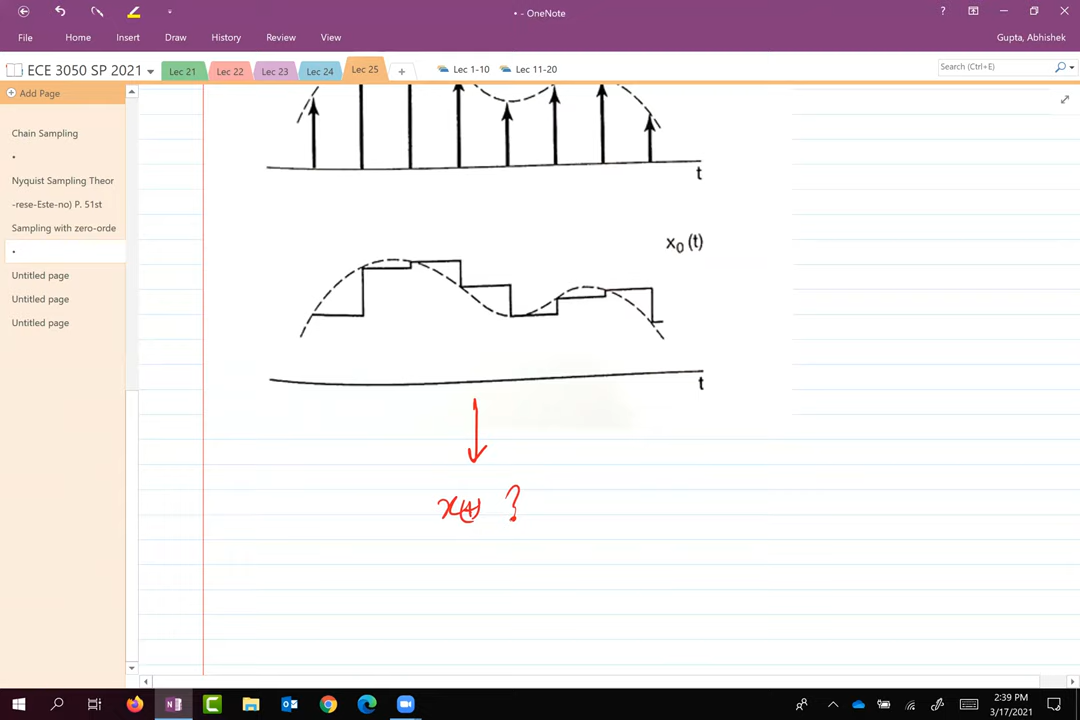 • - OneNote
?
Gupta, Abhishek
File Home Insert Draw History Review View
ECE 3050 SP 2021 Lec 21 Lec 22 Lec 23 Lec 24 Lec 25 + Lec 1-10 Lec 11-20
Search (Ctrl+E)
Add Page
Chain Sampling
•
Nyquist Sampling Theor
-rese-Este-no) P. 51st
Sampling with zero-orde
•
Untitled page
Untitled page
Untitled page
t
x₀ (t)
t
x(t) ?
2:39 PM
3/17/2021